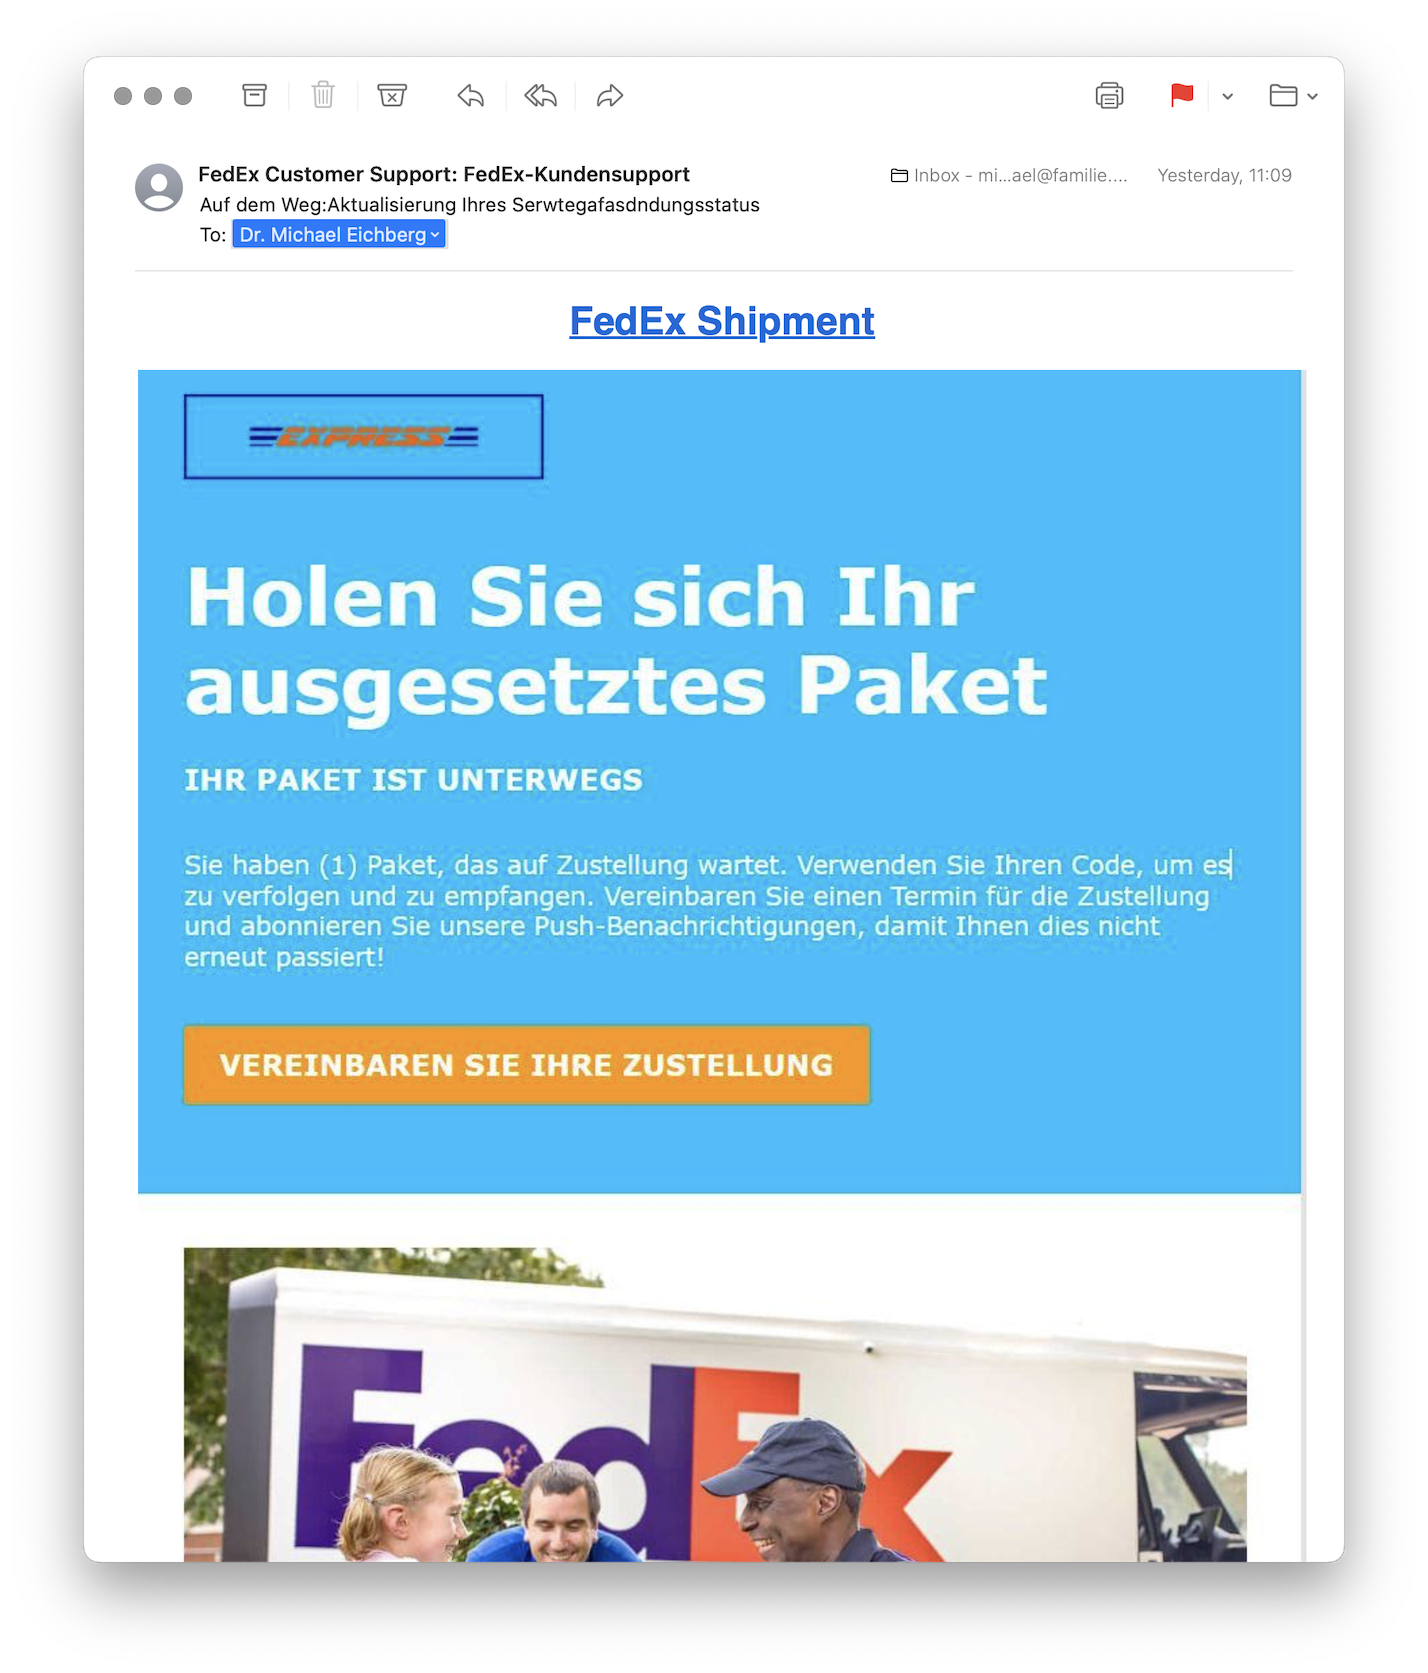 FedEx Customer Support: FedEx-Kundensupport
Inbox - mi...ael@familie....
Yesterday, 11:09
Auf dem Weg:Aktualisierung Ihres Serwtegafasdndungsstatus
To: Dr. Michael Eichberg
FedEx Shipment
EXPRESS
Holen Sie sich Ihr
ausgesetztes Paket
IHR PAKET IST UNTERWEGS
Sie haben (1) Paket, das auf Zustellung wartet. Verwenden Sie Ihren Code, um es
zu verfolgen und zu empfangen. Vereinbaren Sie einen Termin für die Zustellung
und abonnieren Sie unsere Push-Benachrichtigungen, damit Ihnen dies nicht
erneut passiert!
VEREINBAREN SIE IHRE ZUSTELLUNG
FedEx